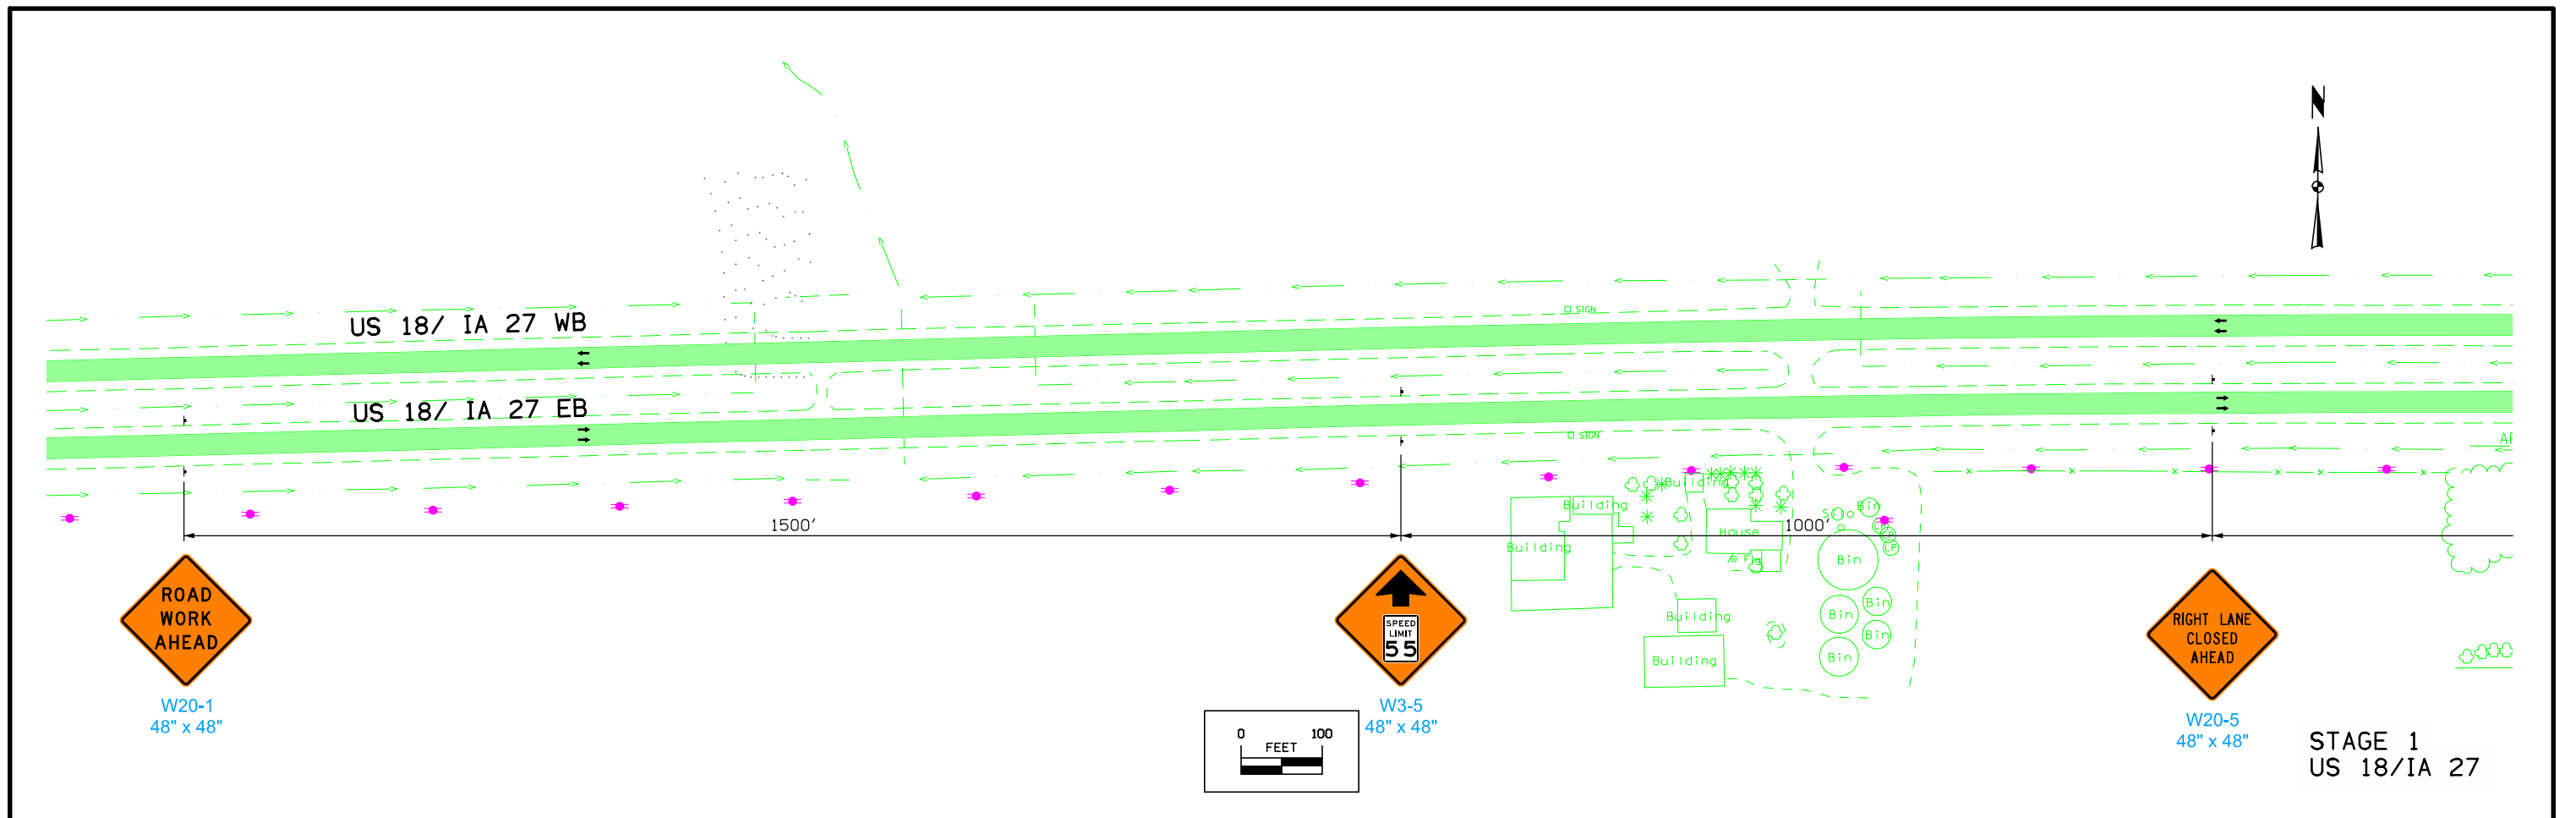 N
US 18/ IA 27 WB
SIGN
US 18/ IA 27 EB
SIGN
Building
Building
Building
House
Bin
Bin
LP
LP
Bin
Bin
Bin
Bin
Building
Building
1500'
1000'
ROAD
WORK
AHEAD
W20-1
48" x 48"
SPEED
LIMIT
55
W3-5
48" x 48"
RIGHT LANE
CLOSED
AHEAD
W20-5
48" x 48"
0 100
FEET
STAGE 1
US 18/IA 27